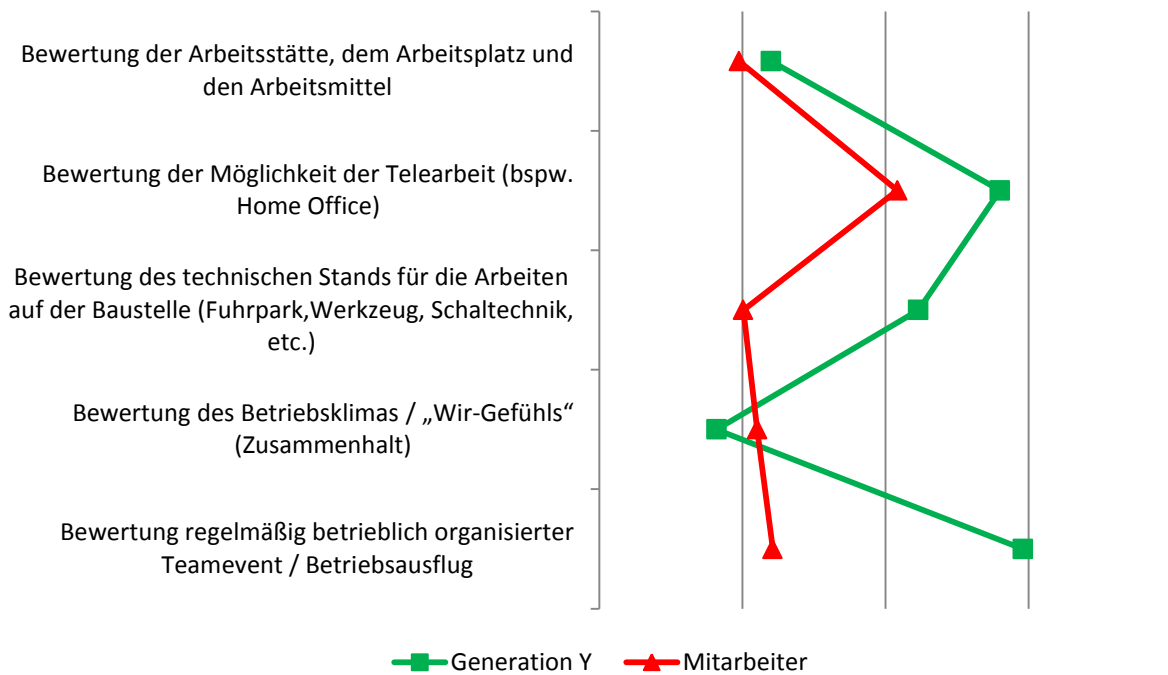 Bewertung der Arbeitsstätte, dem Arbeitsplatz und
den Arbeitsmittel
Bewertung der Möglichkeit der Telearbeit (bspw.
Home Office)
Bewertung des technischen Stands für die Arbeiten
auf der Baustelle (Fuhrpark,Werkzeug, Schaltechnik,
etc.)
Bewertung des Betriebsklimas / „Wir-Gefühls“
(Zusammenhalt)
Bewertung regelmäßig betrieblich organisierter
Teamevent / Betriebsausflug
Generation Y Mitarbeiter